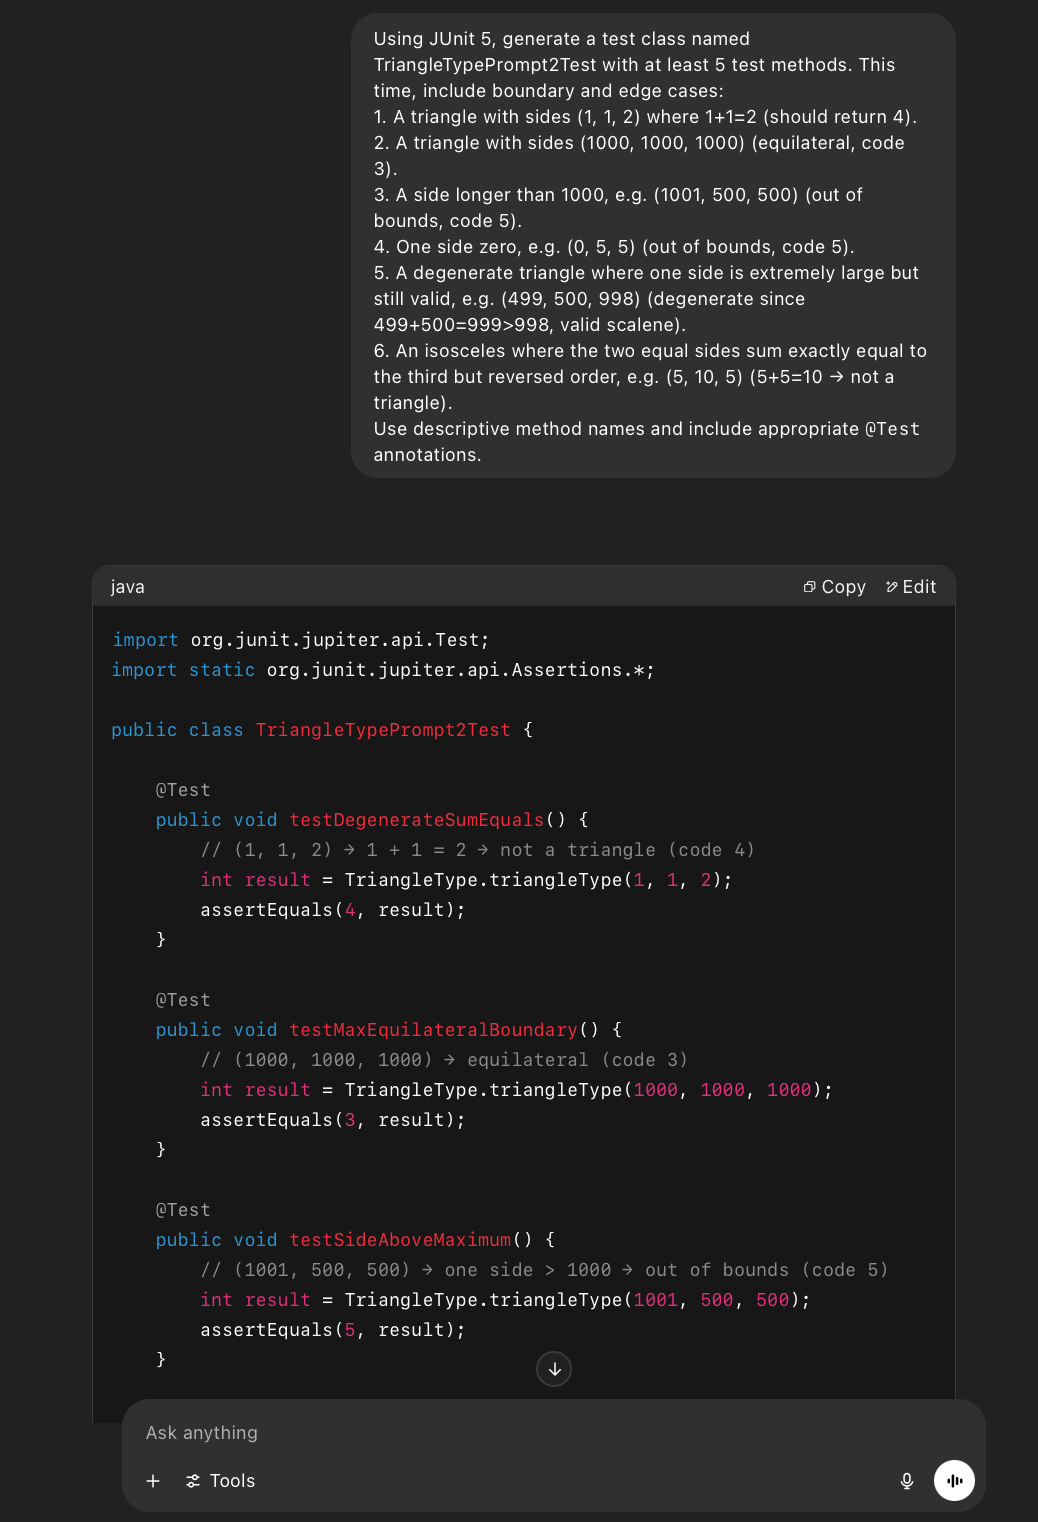 Using JUnit 5, generate a test class named
TriangleTypePrompt2Test with at least 5 test methods. This
time, include boundary and edge cases:
1. A triangle with sides (1, 1, 2) where 1+1=2 (should return 4).
2. A triangle with sides (1000, 1000, 1000) (equilateral, code
3).
3. A side longer than 1000, e.g. (1001, 500, 500) (out of
bounds, code 5).
4. One side zero, e.g. (0, 5, 5) (out of bounds, code 5).
5. A degenerate triangle where one side is extremely large but
still valid, e.g. (499, 500, 998) (degenerate since
499+500=999>998, valid scalene).
6. An isosceles where the two equal sides sum exactly equal to
the third but reversed order, e.g. (5, 10, 5) (5+5=10 → not a
triangle).
Use descriptive method names and include appropriate @Test
annotations.
java Copy Edit
import org.junit.jupiter.api.Test;
import static org.junit.jupiter.api.Assertions.*;
public class TriangleTypePrompt2Test {
@Test
public void testDegenerateSumEquals() {
// (1, 1, 2) → 1 + 1 = 2 → not a triangle (code 4)
int result = TriangleType.triangleType(1, 1, 2);
assertEquals(4, result);
}
@Test
public void testMaxEquilateralBoundary() {
// (1000, 1000, 1000) → equilateral (code 3)
int result = TriangleType.triangleType(1000, 1000, 1000);
assertEquals(3, result);
}
@Test
public void testSideAboveMaximum() {
// (1001, 500, 500) → one side > 1000 → out of bounds (code 5)
int result = TriangleType.triangleType(1001, 500, 500);
assertEquals(5, result);
}
Ask anything
Tools